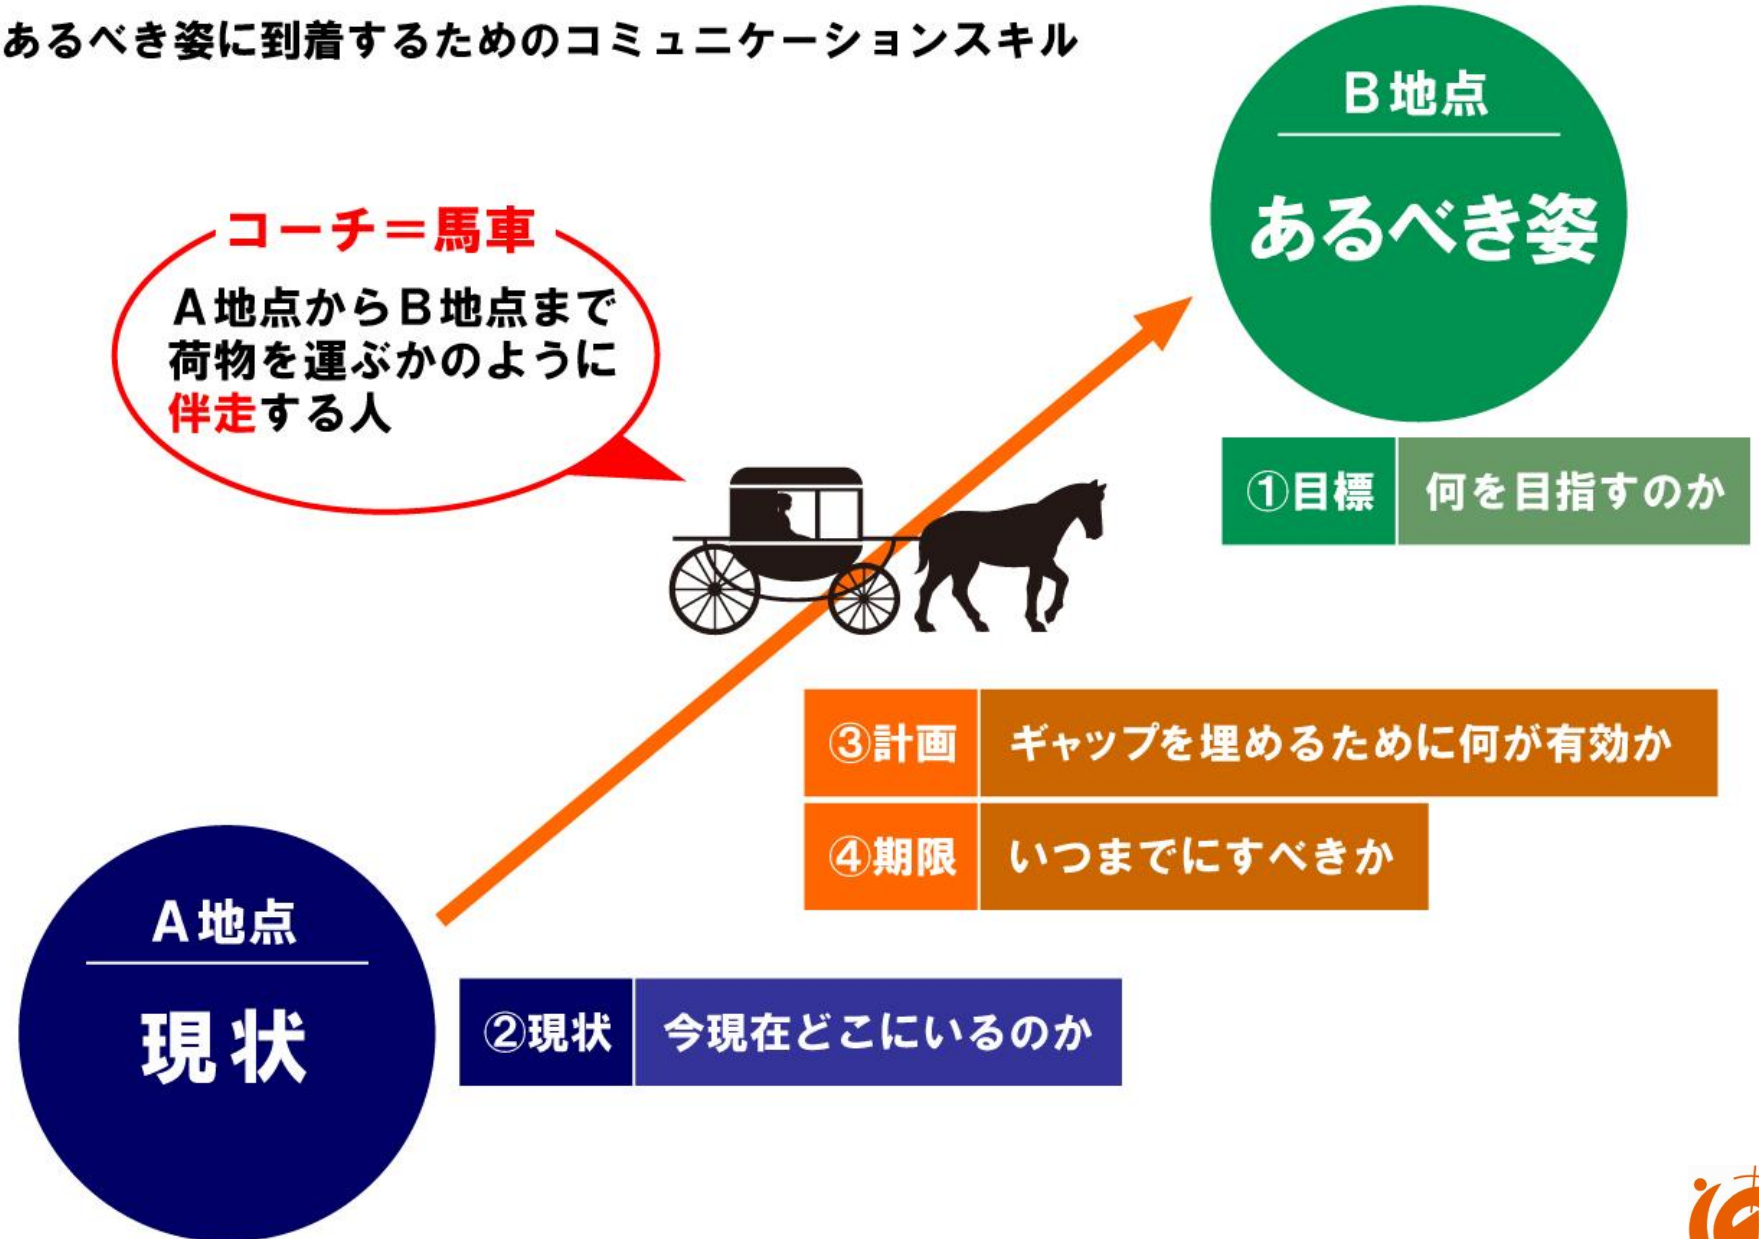 あるべき姿に到着するためのコミュニケーションスキル
B地点
あるべき姿
コーチ＝馬車
A地点からB地点まで
荷物を運ぶかのように
伴走する人
①目標 何を目指すのか
③計画 ギャップを埋めるために何が有効か
④期限 いつまでにすべきか
A地点
現状
②現状 今現在どこにいるのか